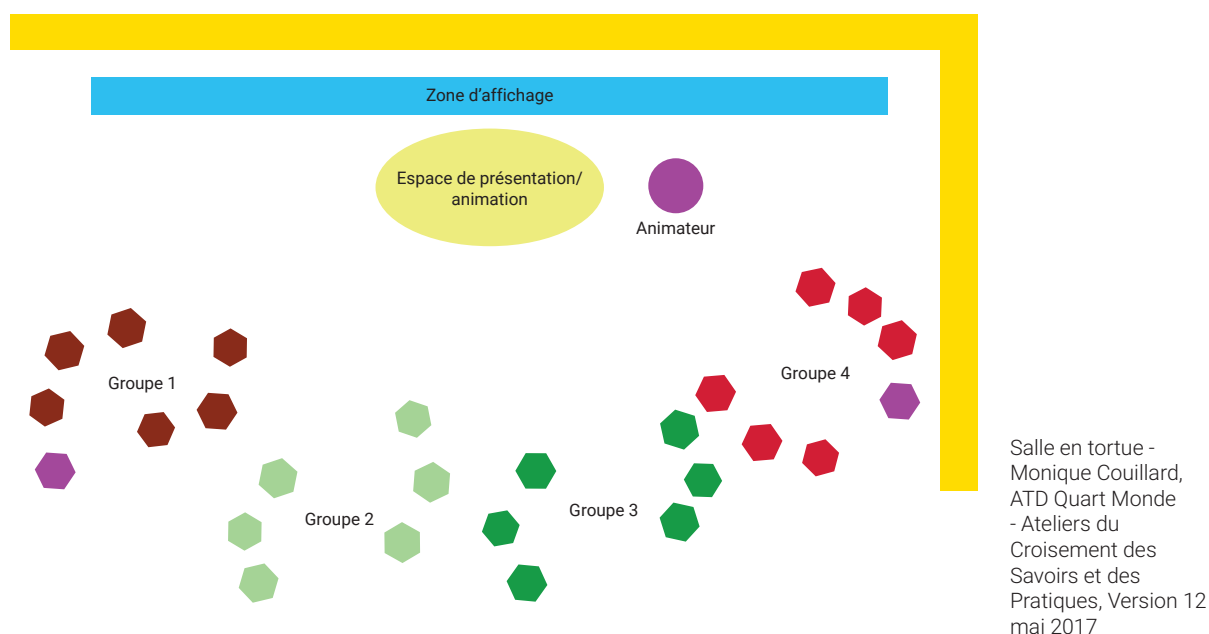 Zone d'affichage
Espace de présentation/
animation
Animateur
Groupe 1
Groupe 4
Groupe 2
Groupe 3
Salle en tortue -
Monique Couillard,
ATD Quart Monde
- Ateliers du
Croisement des
Savoirs et des
Pratiques, Version 12
mai 2017